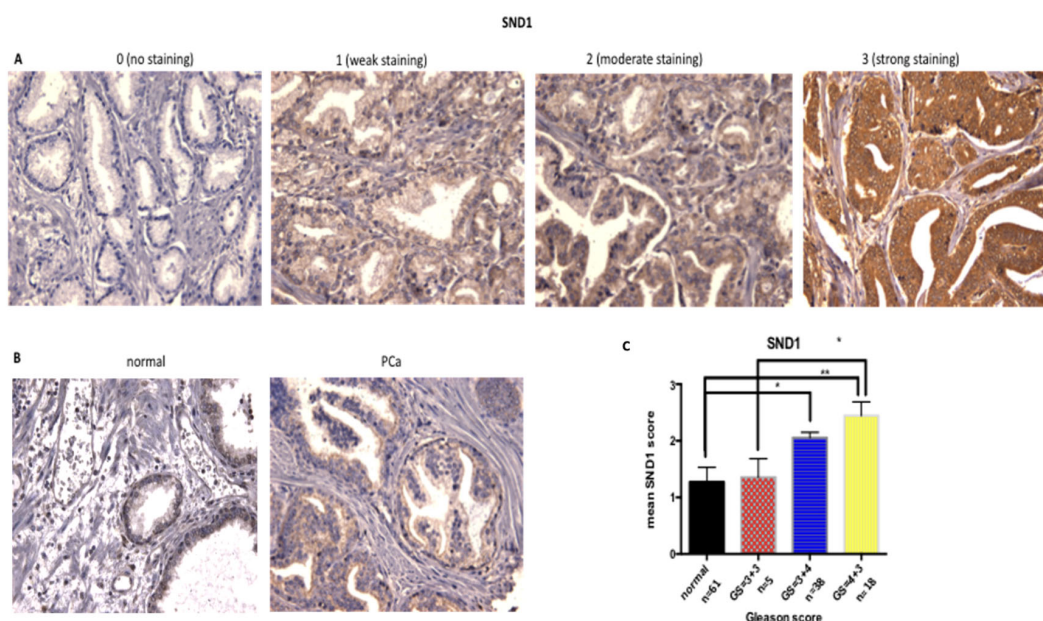 SND1
A
0 (no staining)
1 (weak staining)
2 (moderate staining)
3 (strong staining)
B
normal
PCa
C
SND1
*
**
*
mean SND1 score
3
2
1
0
normal
n=61
GS=3+3
n=5
GS=3+4
n=38
GS=4+3
n= 18
Gleason score